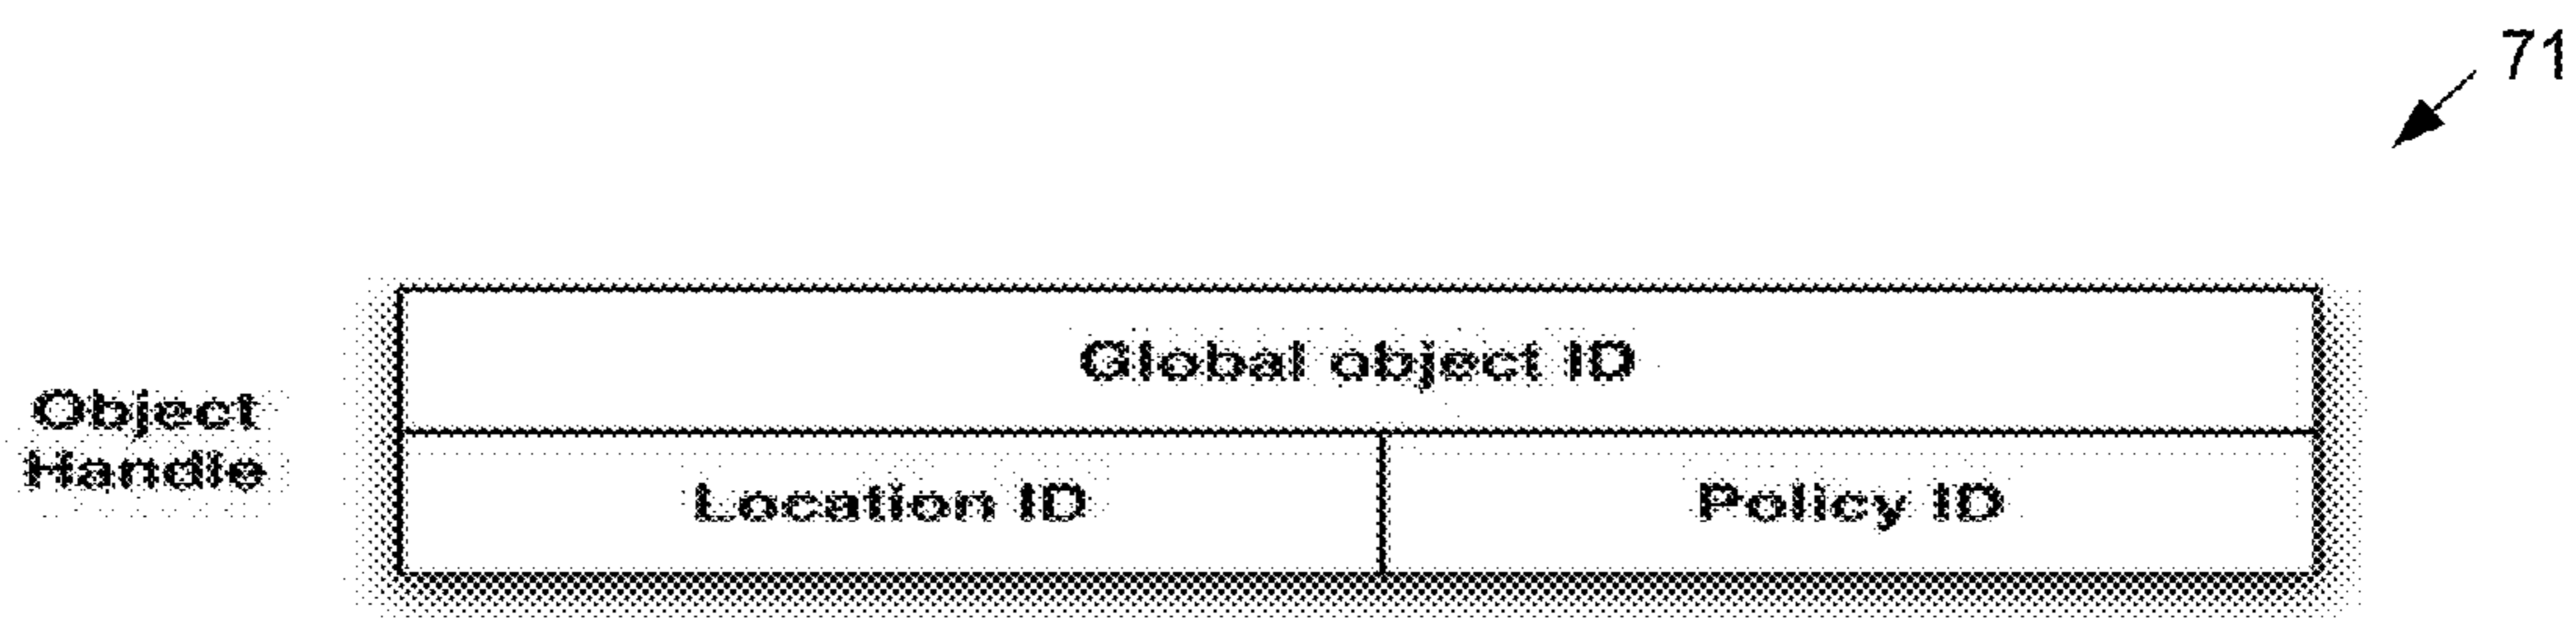 71
Global object ID
Object
Handle
Location ID
Policy ID